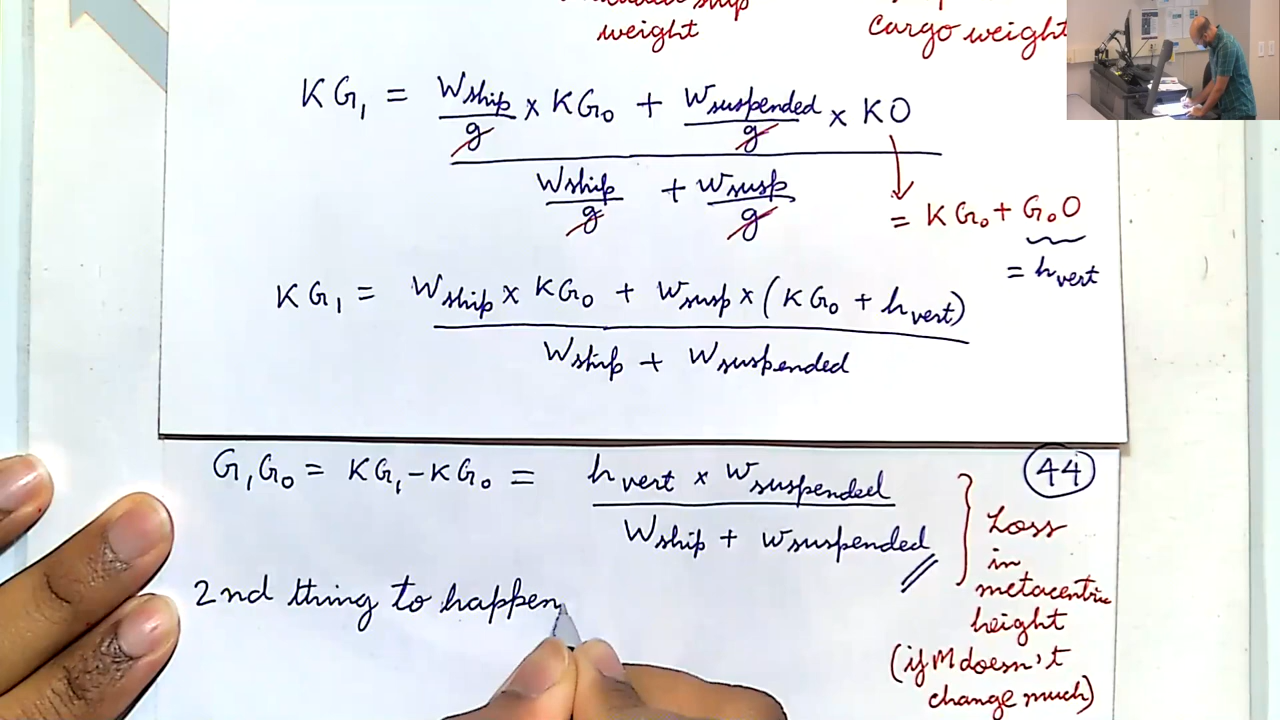 ship
weight
cargo weight
KG₁ = Wship/g × KG₀ + Wsuspended/g × KO
Wship/g + Wsusp/g
= KG₀ + G₀O
= hvert
KG₁ = Wship × KG₀ + Wsusp × (KG₀ + hvert)
Wship + Wsuspended
44
G₁G₀ = KG₁ - KG₀ = hvert × Wsuspended
Wship + Wsuspended
Loss
in
metacentric
height
(if M doesn't
change much)
2nd thing to happen